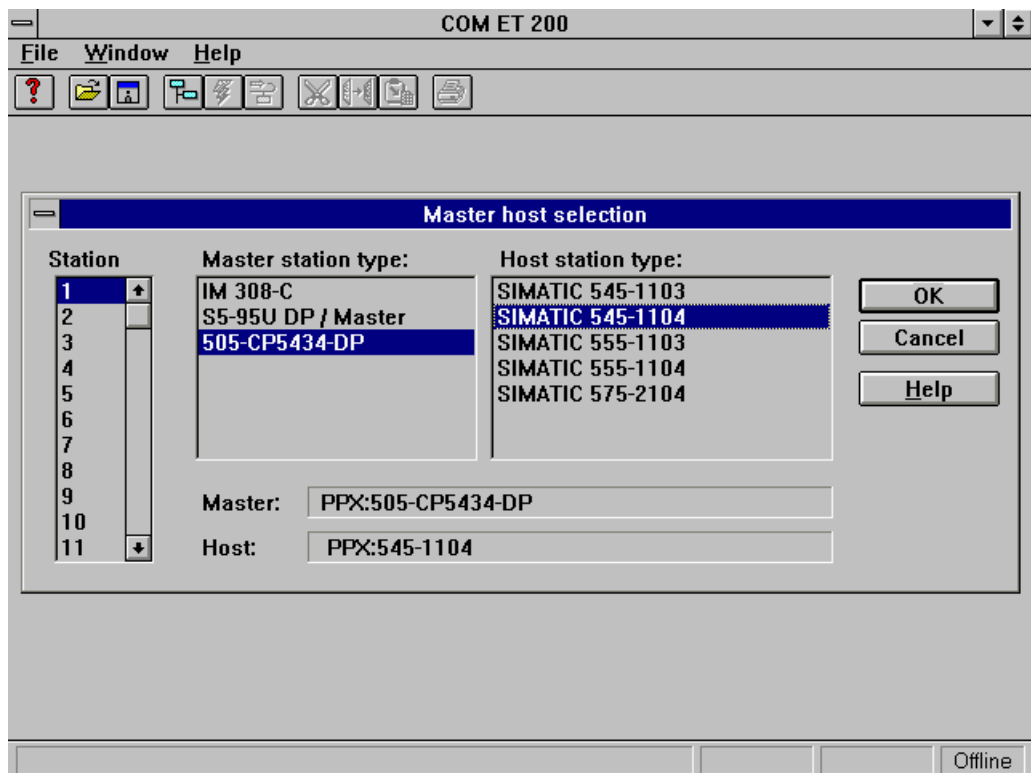 COM ET 200
File Window Help
Master host selection
Station
1
2
3
4
5
6
7
8
9
10
11
Master station type:
IM 308-C
S5-95U DP / Master
505-CP5434-DP
Host station type:
SIMATIC 545-1103
SIMATIC 545-1104
SIMATIC 555-1103
SIMATIC 555-1104
SIMATIC 575-2104
OK
Cancel
Help
Master: PPX:505-CP5434-DP
Host: PPX:545-1104
Offline